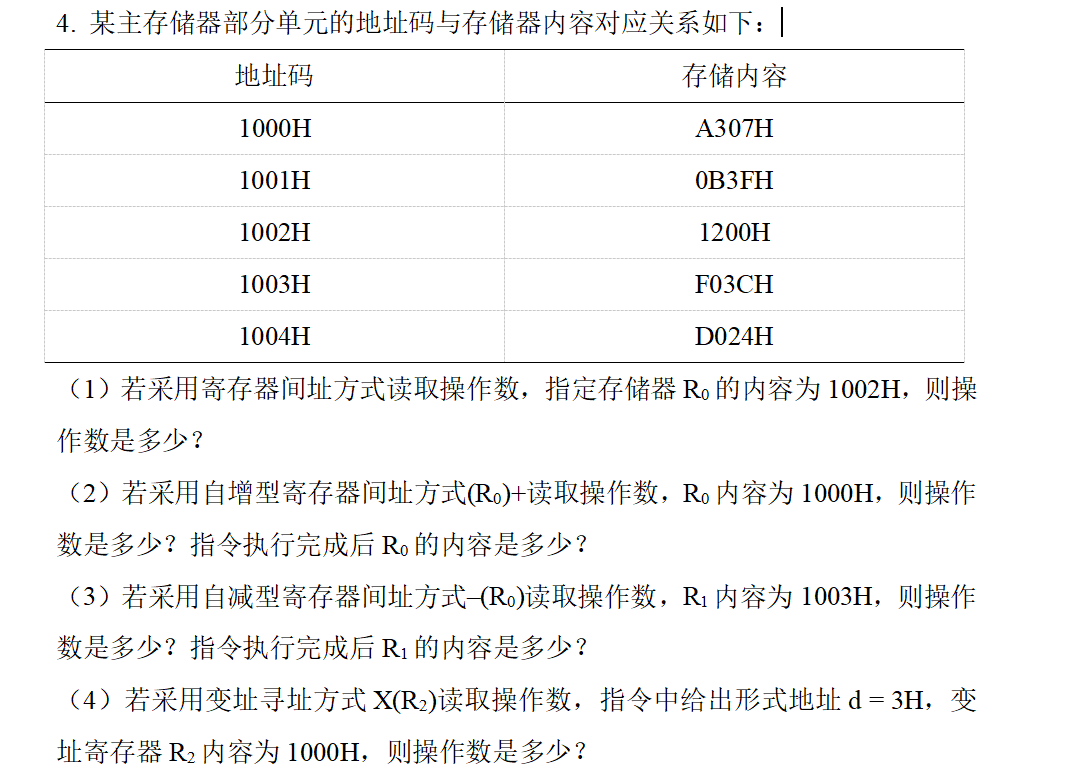 4. 某主存储器部分单元的地址码与存储器内容对应关系如下：
地址码 存储内容
1000H A307H
1001H 0B3FH
1002H 1200H
1003H F03CH
1004H D024H
（1）若采用寄存器间址方式读取操作数，指定存储器 R₀ 的内容为 1002H，则操
作数是多少？
（2）若采用自增型寄存器间址方式(R₀)+读取操作数，R₀ 内容为 1000H，则操作
数是多少？指令执行完成后 R₀ 的内容是多少？
（3）若采用自减型寄存器间址方式–(R₀)读取操作数，R₁ 内容为 1003H，则操作
数是多少？指令执行完成后 R₁ 的内容是多少？
（4）若采用变址寻址方式 X(R₂)读取操作数，指令中给出形式地址 d = 3H，变
址寄存器 R₂ 内容为 1000H，则操作数是多少？